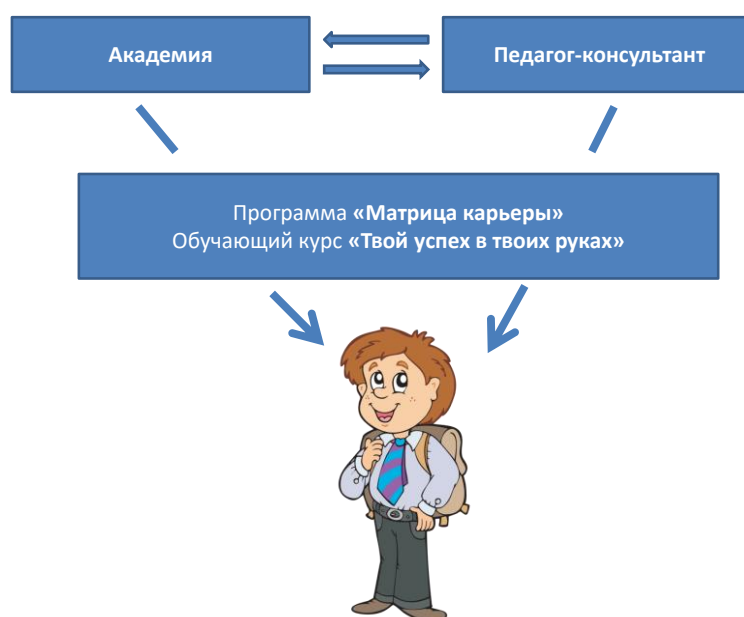 Академия
Педагог-консультант
Программа «Матрица карьеры»
Обучающий курс «Твой успех в твоих руках»